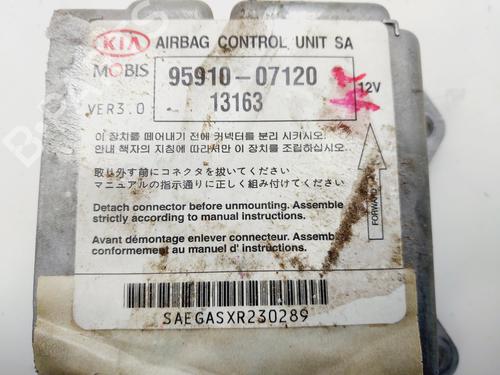 KIA AIRBAG CONTROL UNIT SA
MOBIS 95910-07120
VER3.0 13163 12V
이 장치를 떼어내기 전에 커넥터를 분리 시키시오.
안내 책자의 지침에 따라서만 이 장치를 조립하십시오.
取り外す前にコネクタを抜いてください
マニュアルの指示通りに正しく組み付けてください
Detach connector before unmounting. Assemble
strictly according to manual instructions.
Avant démontage enlever connecteur. Assemble
conformement au manuel d' instructions.
FORWARD
SAEGASXR230289